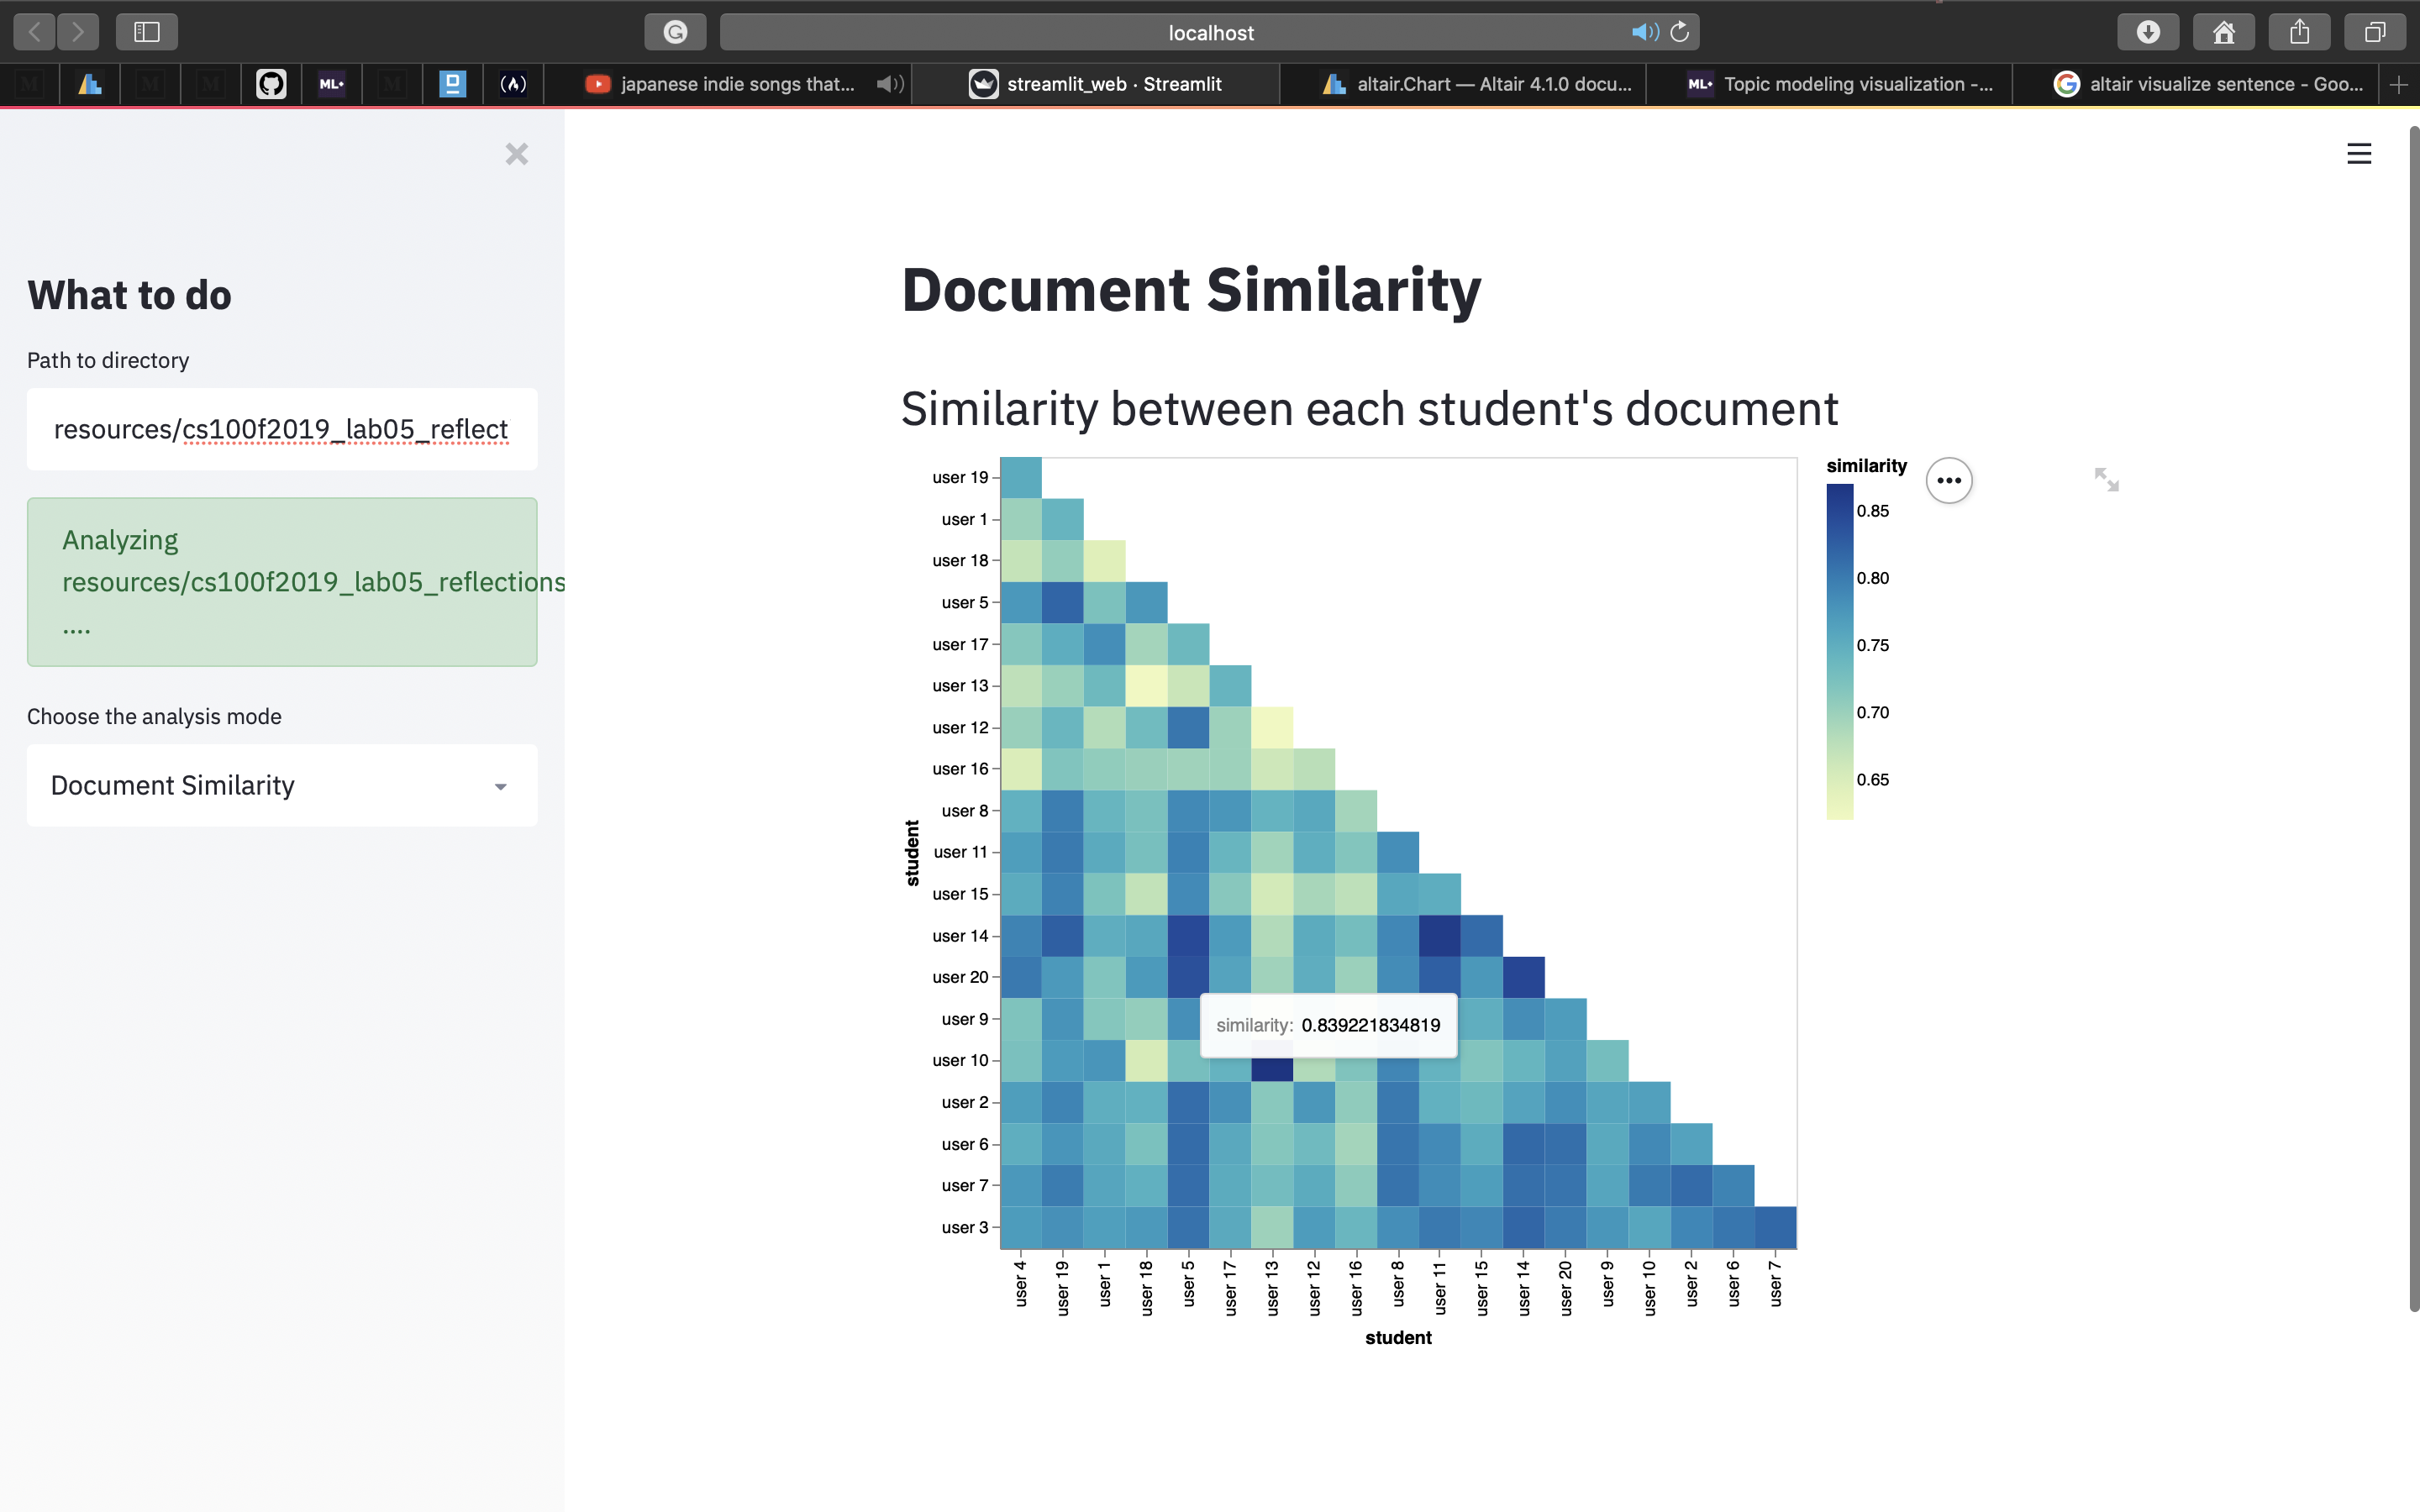 localhost
japanese indie songs that...
streamlit_web · Streamlit
altair.Chart — Altair 4.1.0 docu...
ML•
Topic modeling visualization -...
altair visualize sentence - Goo...
What to do
Path to directory
resources/cs100f2019_lab05_reflect
Analyzing
resources/cs100f2019_lab05_reflections
....
Choose the analysis mode
Document Similarity
Document Similarity
Similarity between each student's document
student
user 19
user 1
user 18
user 5
user 17
user 13
user 12
user 16
user 8
user 11
user 15
user 14
user 20
user 9
user 10
user 2
user 6
user 7
user 3
similarity: 0.839221834819
user 4
user 19
user 1
user 18
user 5
user 17
user 13
user 12
user 16
user 8
user 11
user 15
user 14
user 20
user 9
user 10
user 2
user 6
user 7
student
similarity
0.85
0.80
0.75
0.70
0.65